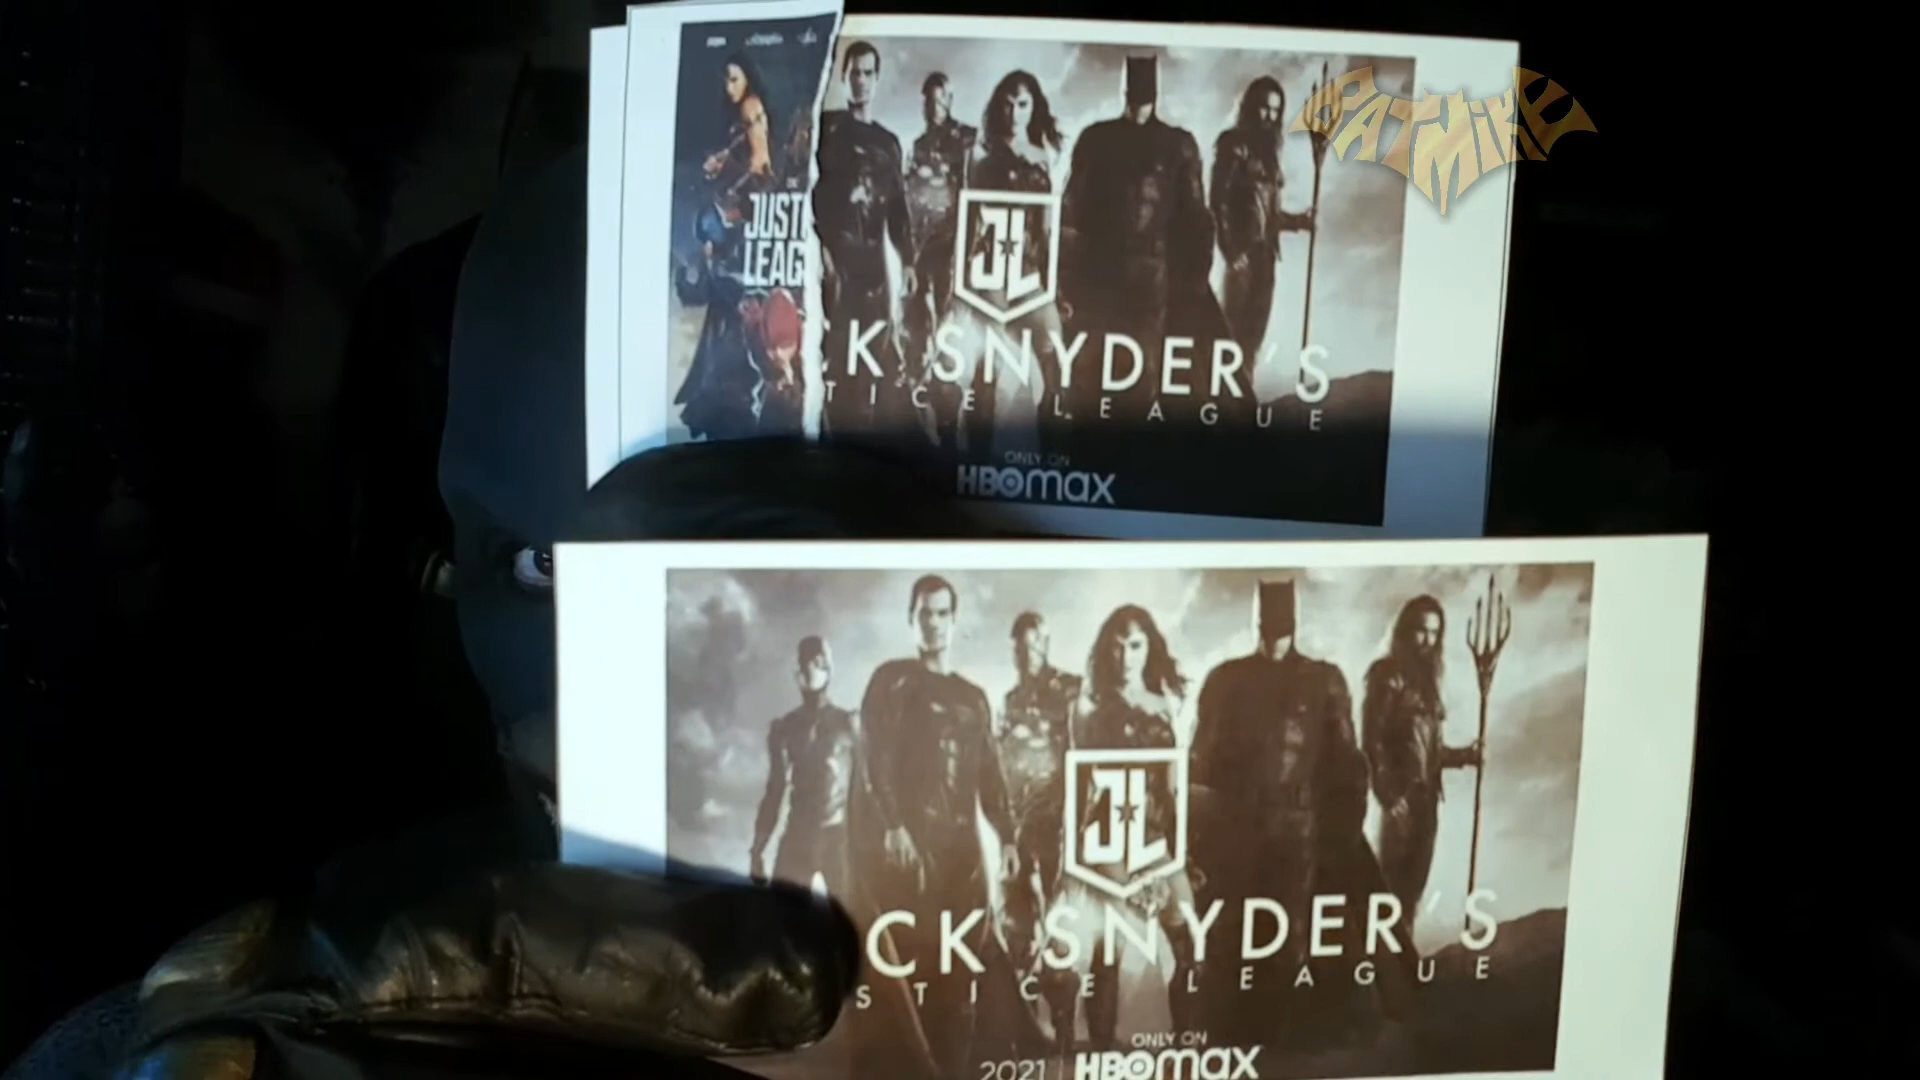 BATMIKE
JUSTI
LEAG
JL
CK SNYDER'S
TICE LEAGUE
ONLY ON
HBOmax
JL
CK SNYDER'S
STICE LEAGUE
ONLY ON
2021 HBOmax